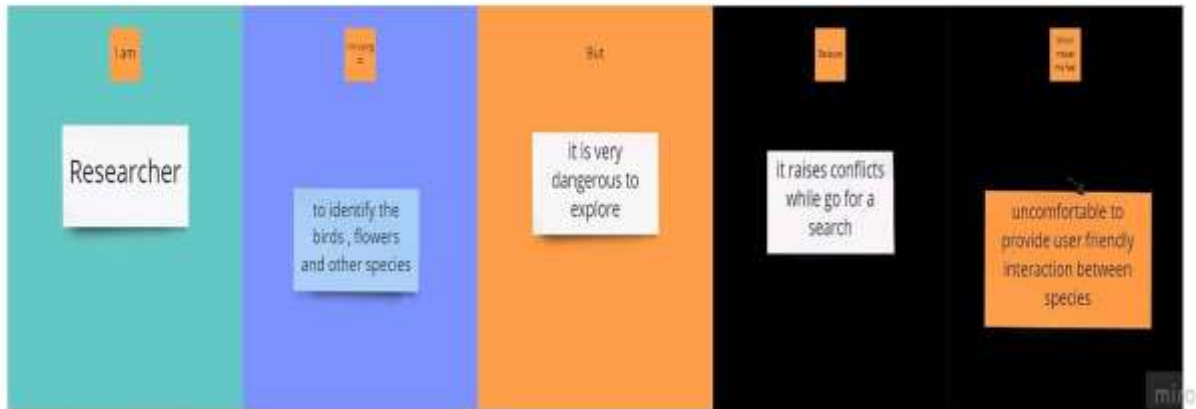 I am
But
Because
Researcher
to identify the
birds , flowers
and other species
it is very
dangerous to
explore
it raises conflicts
while go for a
search
uncomfortable to
provide user friendly
interaction between
species
miro